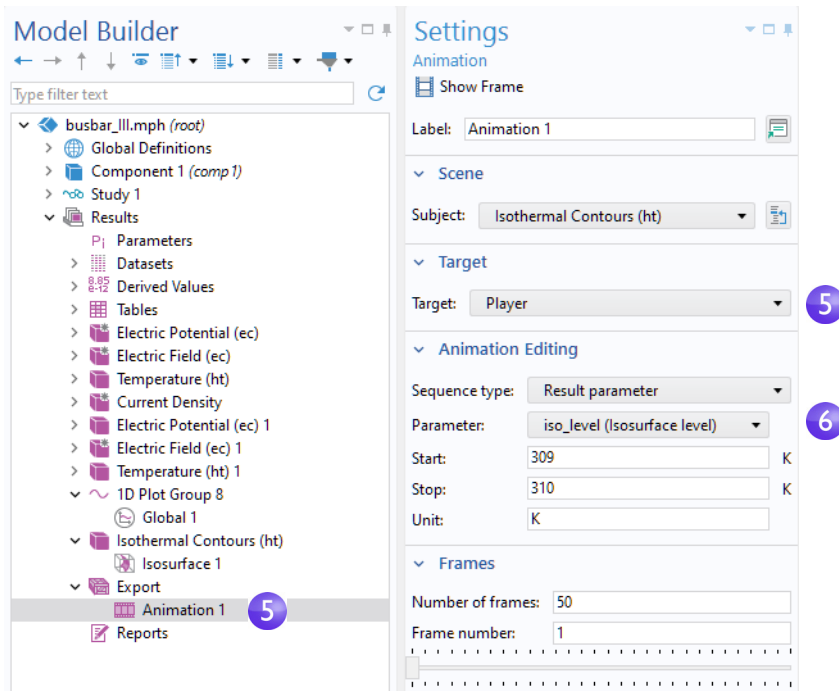 Model Builder
Type filter text
busbar_III.mph (root)
Global Definitions
Component 1 (comp1)
Study 1
Results
Pi Parameters
Datasets
8.85
e-12 Derived Values
Tables
Electric Potential (ec)
Electric Field (ec)
Temperature (ht)
Current Density
Electric Potential (ec) 1
Electric Field (ec) 1
Temperature (ht) 1
1D Plot Group 8
Global 1
Isothermal Contours (ht)
Isosurface 1
Export
Animation 1 5
Reports
Settings
Animation
Show Frame
Label: Animation 1
Scene
Subject: Isothermal Contours (ht)
Target
Target: Player 5
Animation Editing
Sequence type: Result parameter
Parameter: iso_level (Isosurface level) 6
Start: 309 K
Stop: 310 K
Unit: K
Frames
Number of frames: 50
Frame number: 1